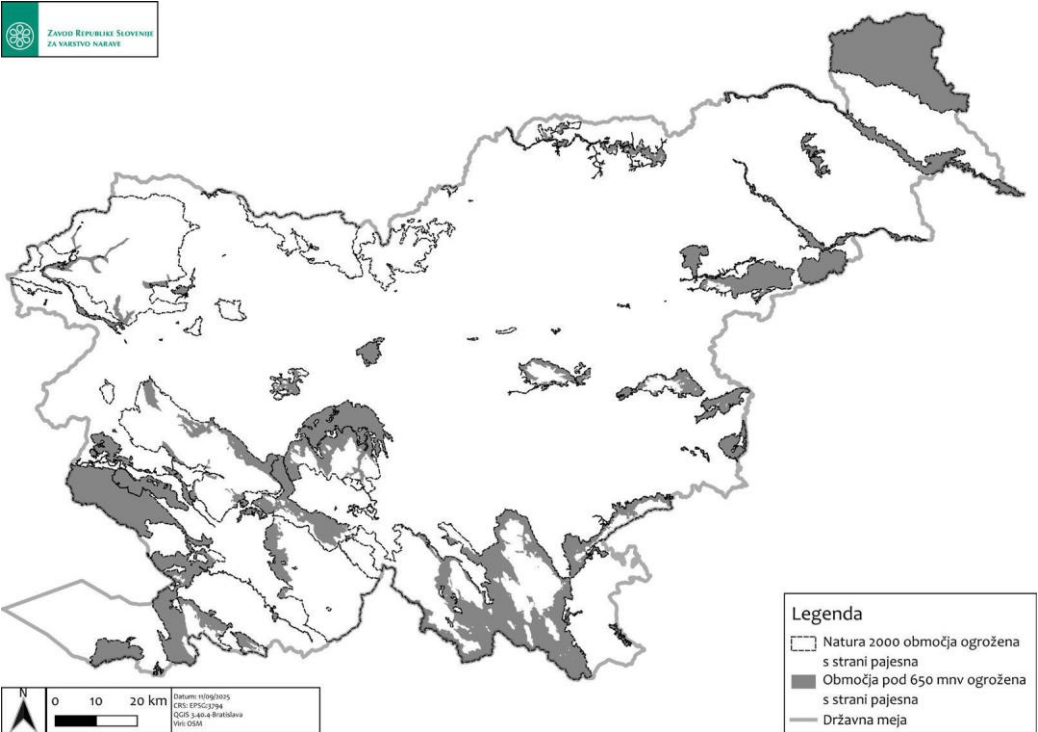 ZAVOD REPUBLIKE SLOVENIJE
ZA VARSTVO NARAVE
Legenda
Natura 2000 območja ogrožena
s strani pajesna
Območja pod 650 mnv ogrožena
s strani pajesna
Državna meja
N
0 10 20 km
Datum: 11/09/2025
CRS: EPSG:3794
QGIS 3.40.4-Bratislava
Viri: OSM